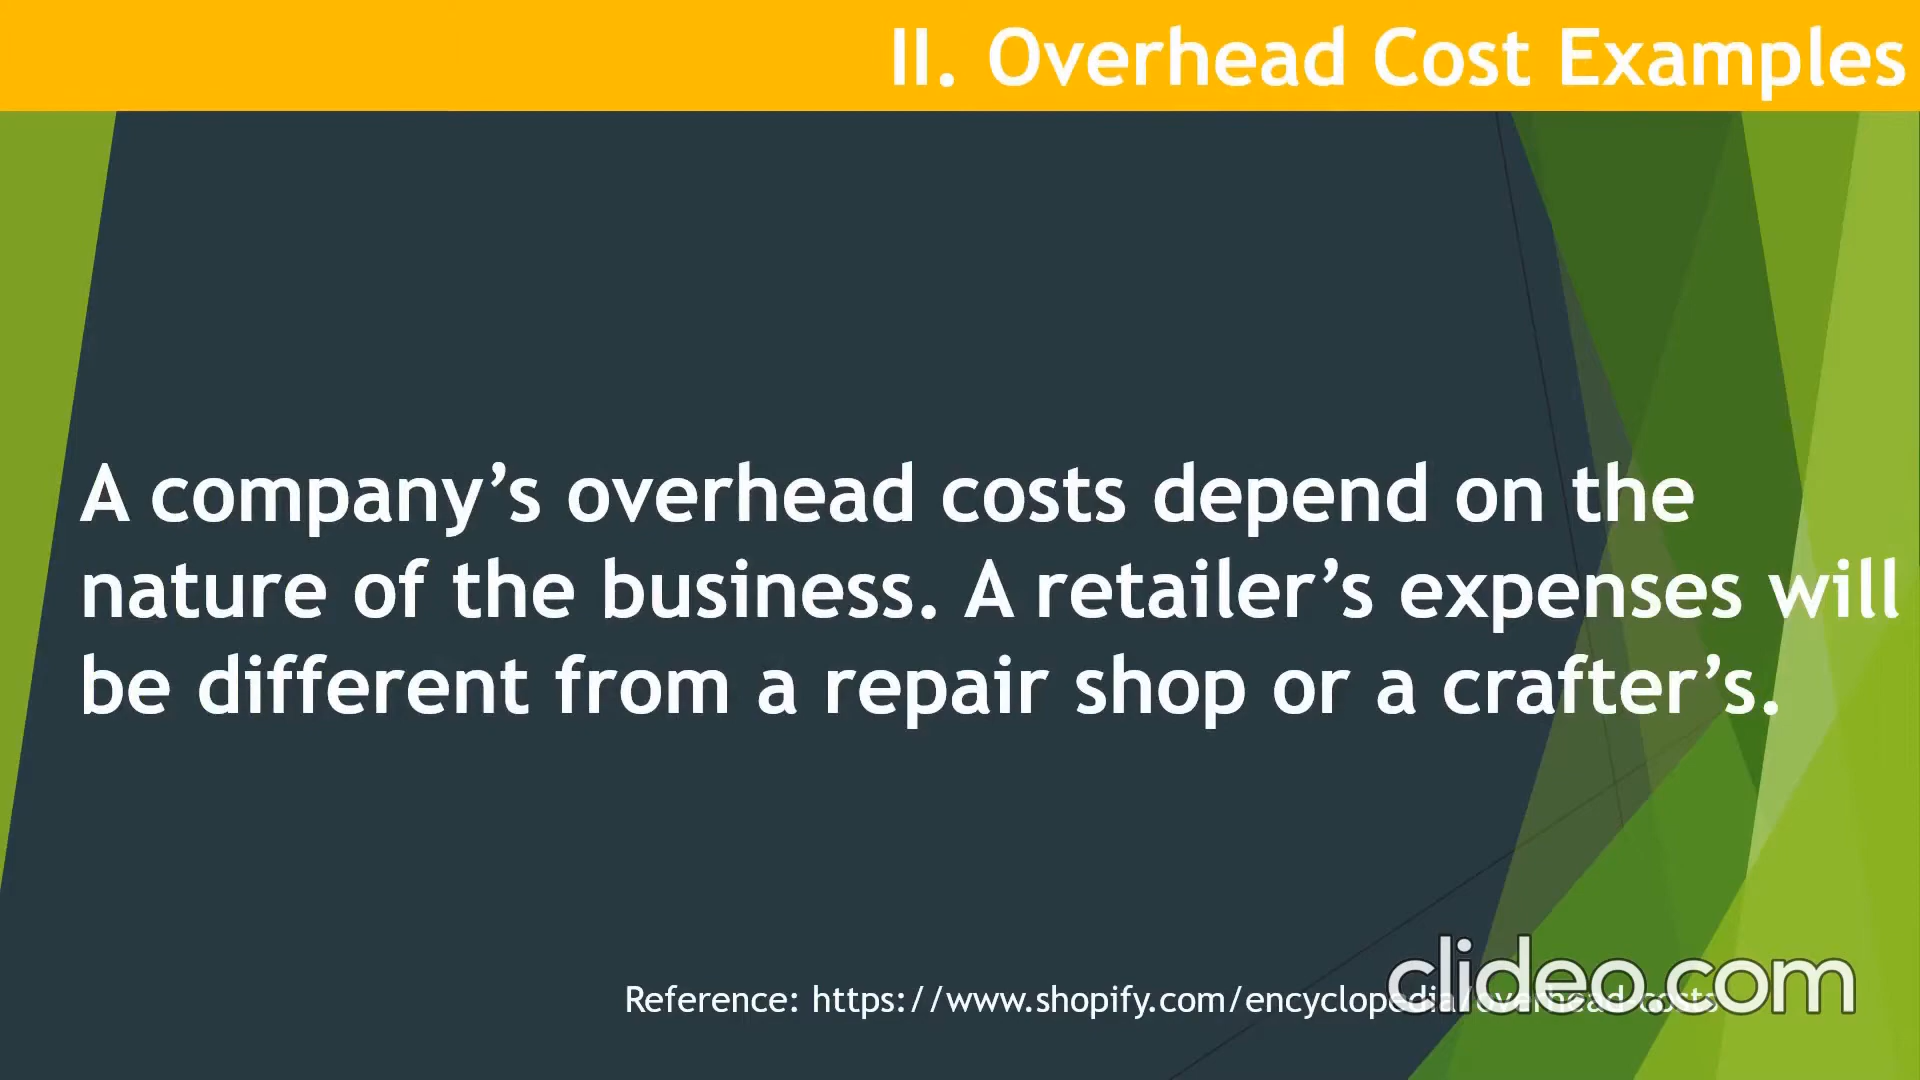 II. Overhead Cost Examples
A company’s overhead costs depend on the
nature of the business. A retailer’s expenses will
be different from a repair shop or a crafter’s.
Reference: https://www.shopify.com/encyclopedia/overhead-costs
clideo.com